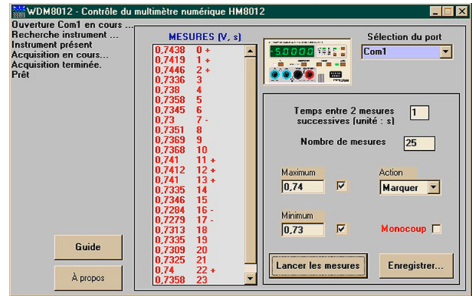 WDM8012 - Contrôle du multimètre numérique HM8012
Ouverture Com1 en cours ...
Recherche instrument ...
Instrument présent
Acquisition en cours...
Acquisition terminée.
Prêt
MESURES (V, s)
0,7438 0 +
0,7419 1 +
0,7446 2 +
0,7336 3
0,738 4
0,7358 5
0,7345 6
0,73 7 -
0,7351 8
0,7369 9
0,7368 10
0,741 11 +
0,7412 12 +
0,741 13 +
0,7335 14
0,7346 15
0,7284 16 -
0,7279 17 -
0,7313 18
0,7335 19
0,7309 20
0,7325 21
0,74 22 +
0,7358 23
Sélection du port
Com1
Temps entre 2 mesures
successives (unité : s)
1
Nombre de mesures
25
Maximum
0,74
Action
Marquer
Minimum
0,73
Monocoup
Lancer les mesures
Enregistrer...
Guide
À propos